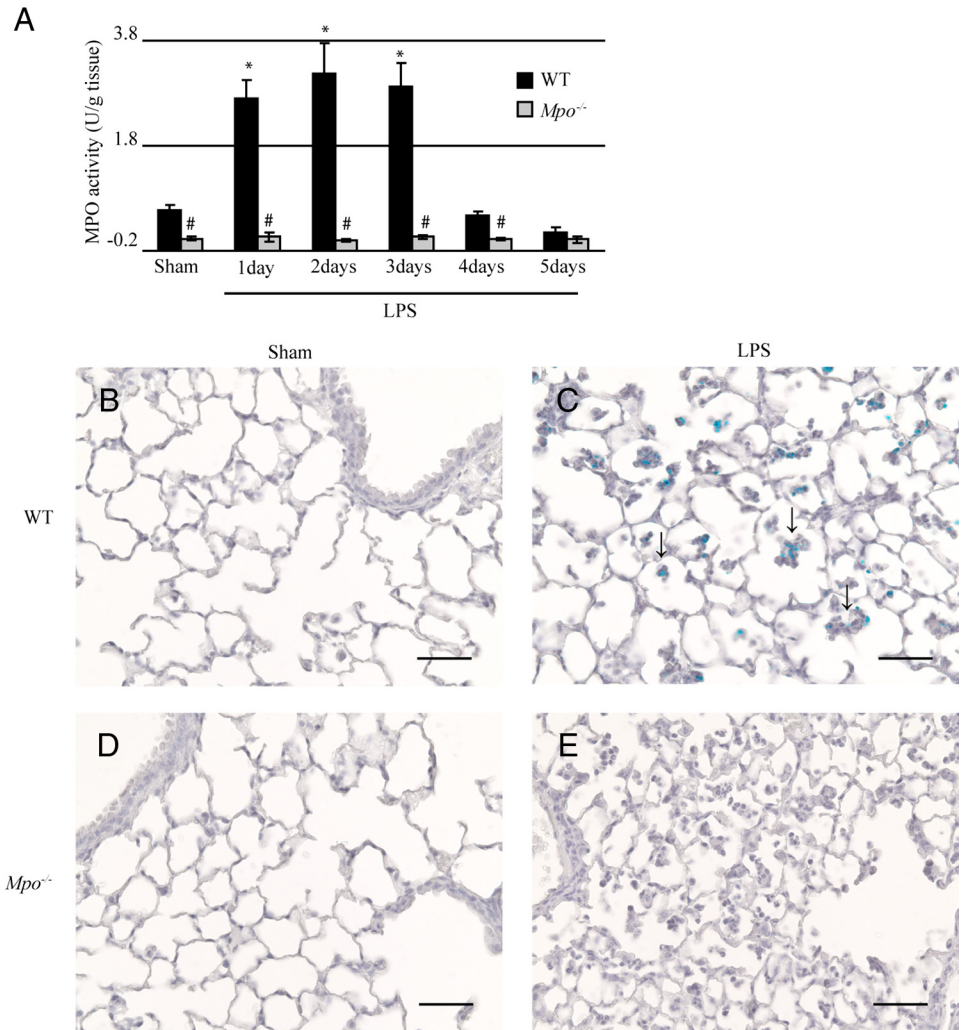 A
MPO activity (U/g tissue)
3.8
1.8
-0.2
*
*
*
#
#
#
#
#
WT
Mpo-/-
Sham
1day
2days
3days
4days
5days
LPS
Sham
LPS
WT
B
C
Mpo-/-
D
E